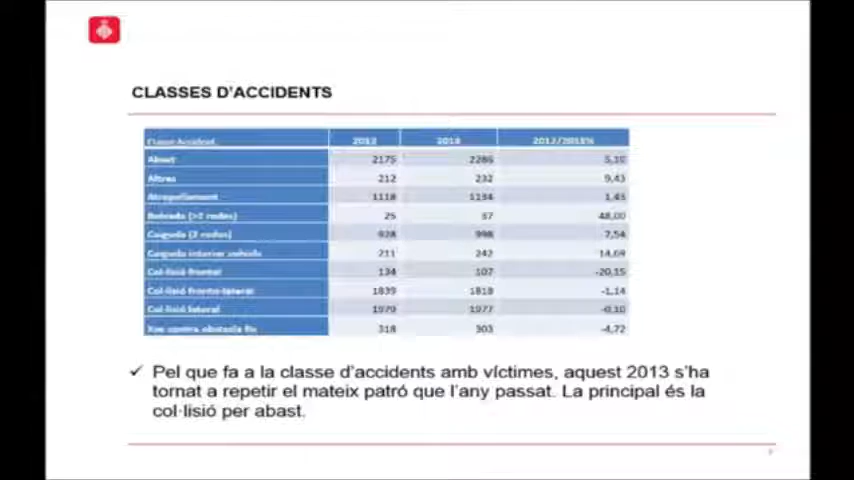 CLASSES D'ACCIDENTS
Classe Accident 2012 2013 2012/2013%
Abast 2175 2286 5,10
Altres 212 232 9,43
Atropellament 1118 1134 1,43
Bolcada (>2 rodes) 25 37 48,00
Caiguda (2 rodes) 928 998 7,54
Caiguda interior vehicle 211 242 14,69
Col·lisió frontal 134 107 -20,15
Col·lisió fronto-lateral 1839 1818 -1,14
Col·lisió lateral 1979 1977 -0,10
Xoc contra obstacle fix 318 303 -4,72
✓ Pel que fa a la classe d'accidents amb víctimes, aquest 2013 s'ha
tornat a repetir el mateix patró que l'any passat. La principal és la
col·lisió per abast.